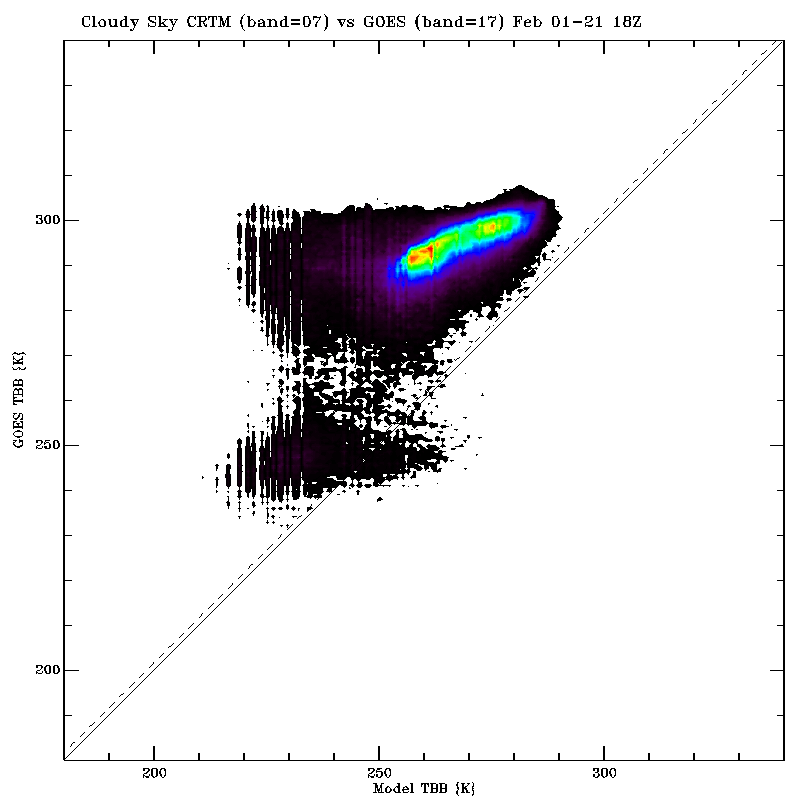 Cloudy Sky CRTM (band=07) vs GOES (band=17) Feb 01-21 18Z
300
250
200
GOES TBB {K}
200 250 300
Model TBB {K}